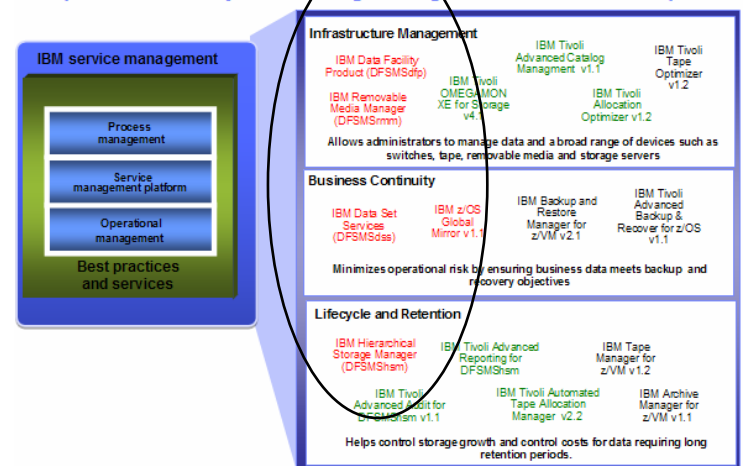 IBM service management
Process
management
Service
management platform
Operational
management
Best practices
and services
Infrastructure Management
IBM Data Facility
Product (DFSMSdfp)
IBM Removable
Media Manager
(DFSMSrmm)
IBM Tivoli
OMEGAMON
XE for Storage
v4.1
IBM Tivoli
Advanced Catalog
Managment v1.1
IBM Tivoli
Allocation
Optimizer v1.2
IBM Tivoli
Tape
Optimizer
v1.2
Allows administrators to manage data and a broad range of devices such as
switches, tape, removable media and storage servers
Business Continuity
IBM Data Set
Services
(DFSMSdss)
IBM z/OS
Global
Mirror v1.1
IBM Backup and
Restore
Manager for
z/VM v2.1
IBM Tivoli
Advanced
Backup &
Recover for z/OS
v1.1
Minimizes operational risk by ensuring business data meets backup and
recovery objectives
Lifecycle and Retention
IBM Hierarchical
Storage Manager
(DFSMShsm)
IBM Tivoli Advanced
Reporting for
DFSMShsm
IBM Tape
Manager for
z/VM v1.2
IBM Tivoli
Advanced Audit for
DFSMShsm v1.1
IBM Tivoli Automated
Tape Allocation
Manager v2.2
IBM Archive
Manager for
z/VM v1.1
Helps control storage growth and control costs for data requiring long
retention periods.